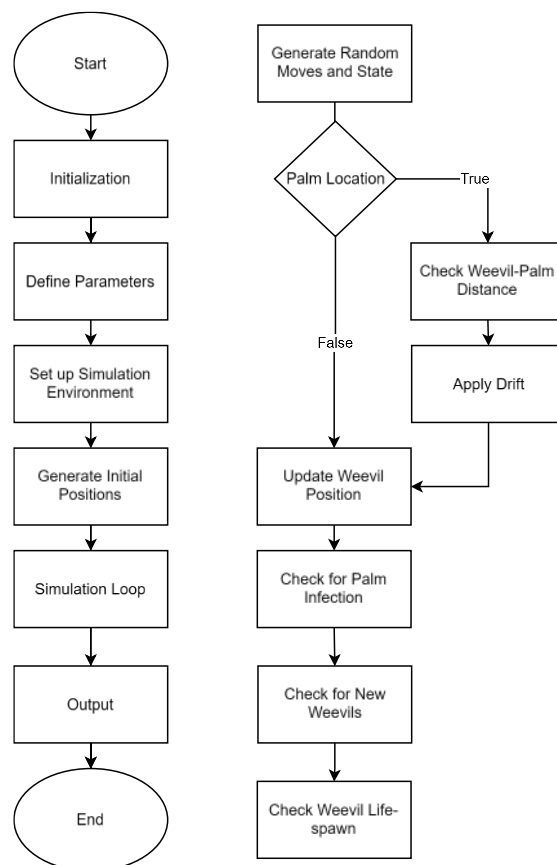 Start
Initialization
Define Parameters
Set up Simulation
Environment
Generate Initial
Positions
Simulation Loop
Output
End
Generate Random
Moves and State
Palm Location
True
Check Weevil-Palm
Distance
False
Apply Drift
Update Weevil
Position
Check for Palm
Infection
Check for New
Weevils
Check Weevil Life-
spawn